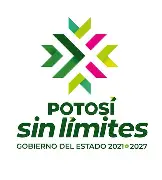 POTOSÍ
sin límites
GOBIERNO DEL ESTADO 2021•2027